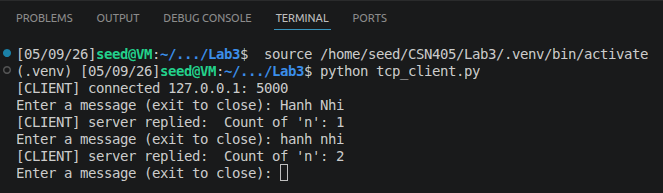 PROBLEMS OUTPUT DEBUG CONSOLE TERMINAL PORTS
[05/09/26]seed@VM:~/.../Lab3$  source /home/seed/CSN405/Lab3/.venv/bin/activate
(.venv) [05/09/26]seed@VM:~/.../Lab3$ python tcp_client.py
[CLIENT] connected 127.0.0.1: 5000
Enter a message (exit to close): Hanh Nhi
[CLIENT] server replied:  Count of 'n': 1
Enter a message (exit to close): hanh nhi
[CLIENT] server replied:  Count of 'n': 2
Enter a message (exit to close):